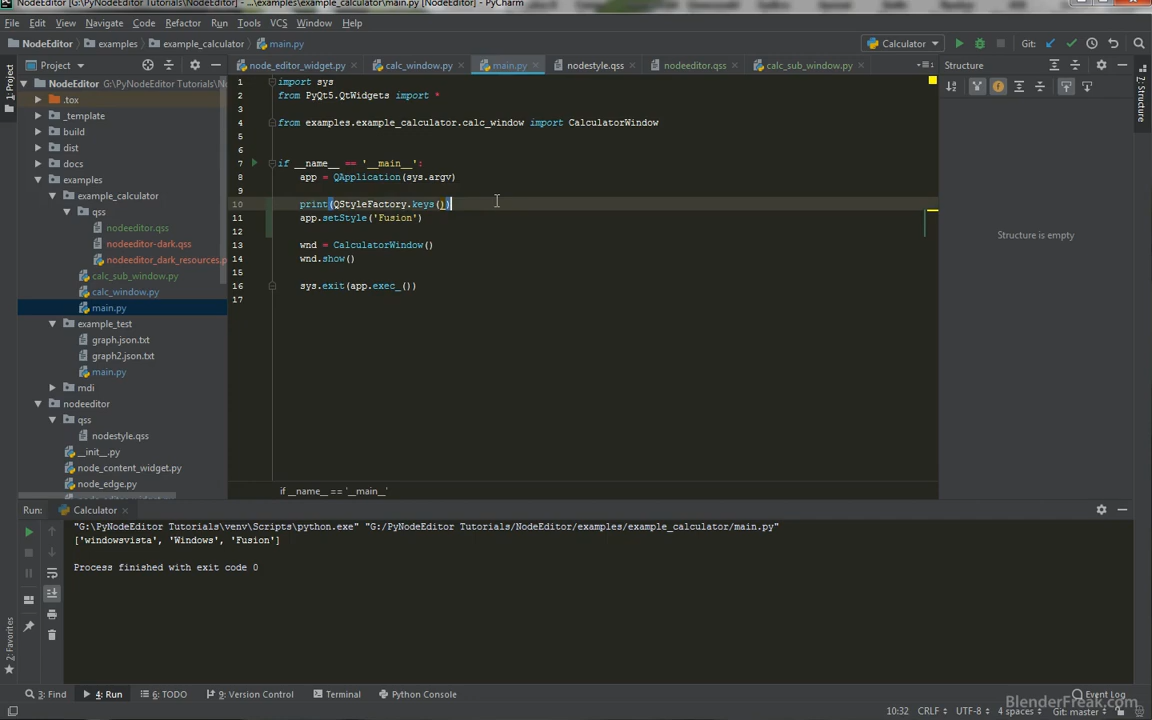 NodeEditor [G:\PyNodeEditor Tutorials\NodeEditor] - ...\examples\example_calculator\main.py [NodeEditor] - PyCharm
File Edit View Navigate Code Refactor Run Tools VCS Window Help
NodeEditor examples example_calculator main.py Calculator Git:
1: Project
Project
node_editor_widget.py calc_window.py main.py nodestyle.qss nodeeditor.qss calc_sub_window.py
Structure
7: Structure
NodeEditor G:\PyNodeEditor Tutorials\NodeEditor
.tox
_template
build
dist
docs
examples
example_calculator
qss
nodeeditor.qss
nodeeditor-dark.qss
nodeeditor_dark_resources.p
calc_sub_window.py
calc_window.py
main.py
example_test
graph.json.txt
graph2.json.txt
main.py
mdi
nodeeditor
qss
nodestyle.qss
__init__.py
node_content_widget.py
node_edge.py
1 import sys
2 from PyQt5.QtWidgets import *
3
4 from examples.example_calculator.calc_window import CalculatorWindow
5
6
7 if __name__ == '__main__':
8 app = QApplication(sys.argv)
9
10 print(QStyleFactory.keys())
11 app.setStyle('Fusion')
12
13 wnd = CalculatorWindow()
14 wnd.show()
15
16 sys.exit(app.exec_())
17
if __name__ == '__main__'
Structure is empty
Run: Calculator
"G:\PyNodeEditor Tutorials\venv\Scripts\python.exe" "G:/PyNodeEditor Tutorials/NodeEditor/examples/example_calculator/main.py"
['windowsvista', 'Windows', 'Fusion']
Process finished with exit code 0
2: Favorites
3: Find 4: Run 6: TODO 9: Version Control Terminal Python Console Event Log
10:32 CRLF UTF-8 4 spaces Git: master
BlenderFreak.com